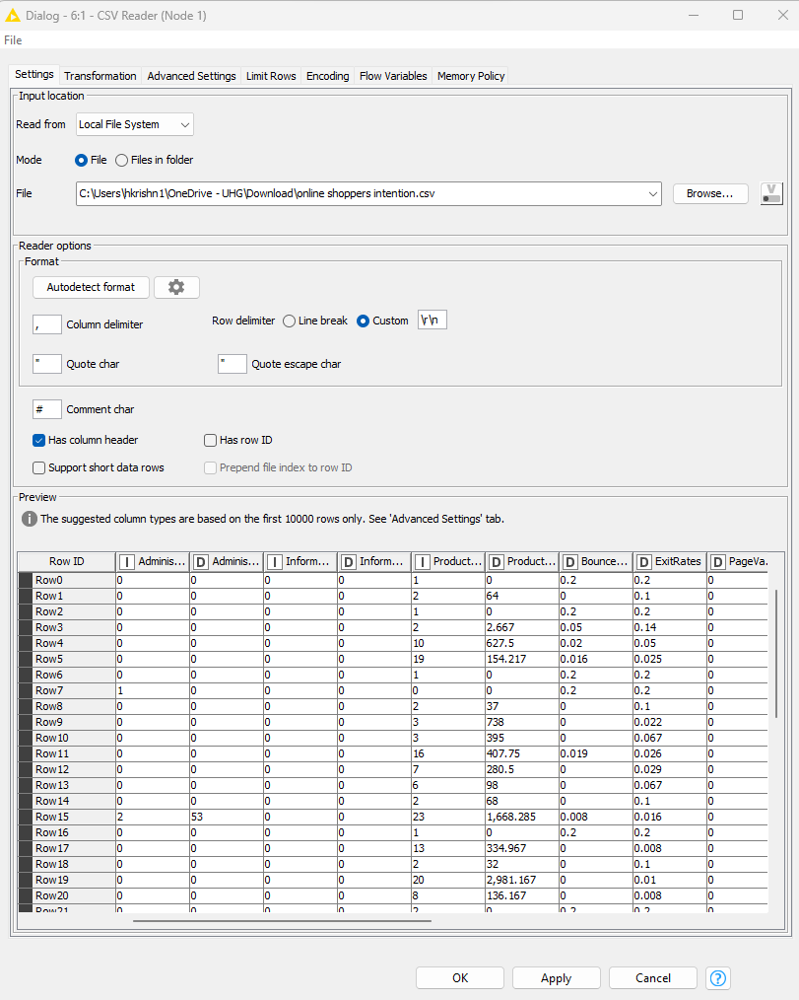 Dialog - 6:1 - CSV Reader (Node 1)
File
Settings Transformation Advanced Settings Limit Rows Encoding Flow Variables Memory Policy
Input location
Read from Local File System
Mode File Files in folder
File C:\Users\hkrishn1\OneDrive - UHG\Download\online shoppers intention.csv Browse... V
Reader options
Format
Autodetect format
, Column delimiter Row delimiter Line break Custom \r\n
" Quote char " Quote escape char
# Comment char
Has column header Has row ID
Support short data rows Prepend file index to row ID
Preview
i The suggested column types are based on the first 10000 rows only. See 'Advanced Settings' tab.
Row ID I Adminis... D Adminis... I Inform... D Inform... I Product... D Product... D Bounce... D ExitRates D PageVa.
Row0 0 0 0 0 1 0 0.2 0.2 0
Row1 0 0 0 0 2 64 0 0.1 0
Row2 0 0 0 0 1 0 0.2 0.2 0
Row3 0 0 0 0 2 2.667 0.05 0.14 0
Row4 0 0 0 0 10 627.5 0.02 0.05 0
Row5 0 0 0 0 19 154.217 0.016 0.025 0
Row6 0 0 0 0 1 0 0.2 0.2 0
Row7 1 0 0 0 0 0 0.2 0.2 0
Row8 0 0 0 0 2 37 0 0.1 0
Row9 0 0 0 0 3 738 0 0.022 0
Row10 0 0 0 0 3 395 0 0.067 0
Row11 0 0 0 0 16 407.75 0.019 0.026 0
Row12 0 0 0 0 7 280.5 0 0.029 0
Row13 0 0 0 0 6 98 0 0.067 0
Row14 0 0 0 0 2 68 0 0.1 0
Row15 2 53 0 0 23 1,668.285 0.008 0.016 0
Row16 0 0 0 0 1 0 0.2 0.2 0
Row17 0 0 0 0 13 334.967 0 0.008 0
Row18 0 0 0 0 2 32 0 0.1 0
Row19 0 0 0 0 20 2,981.167 0 0.01 0
Row20 0 0 0 0 8 136.167 0 0.008 0
Row21 0 0 0 0 2 0 0.2 0.2 0
OK Apply Cancel ?